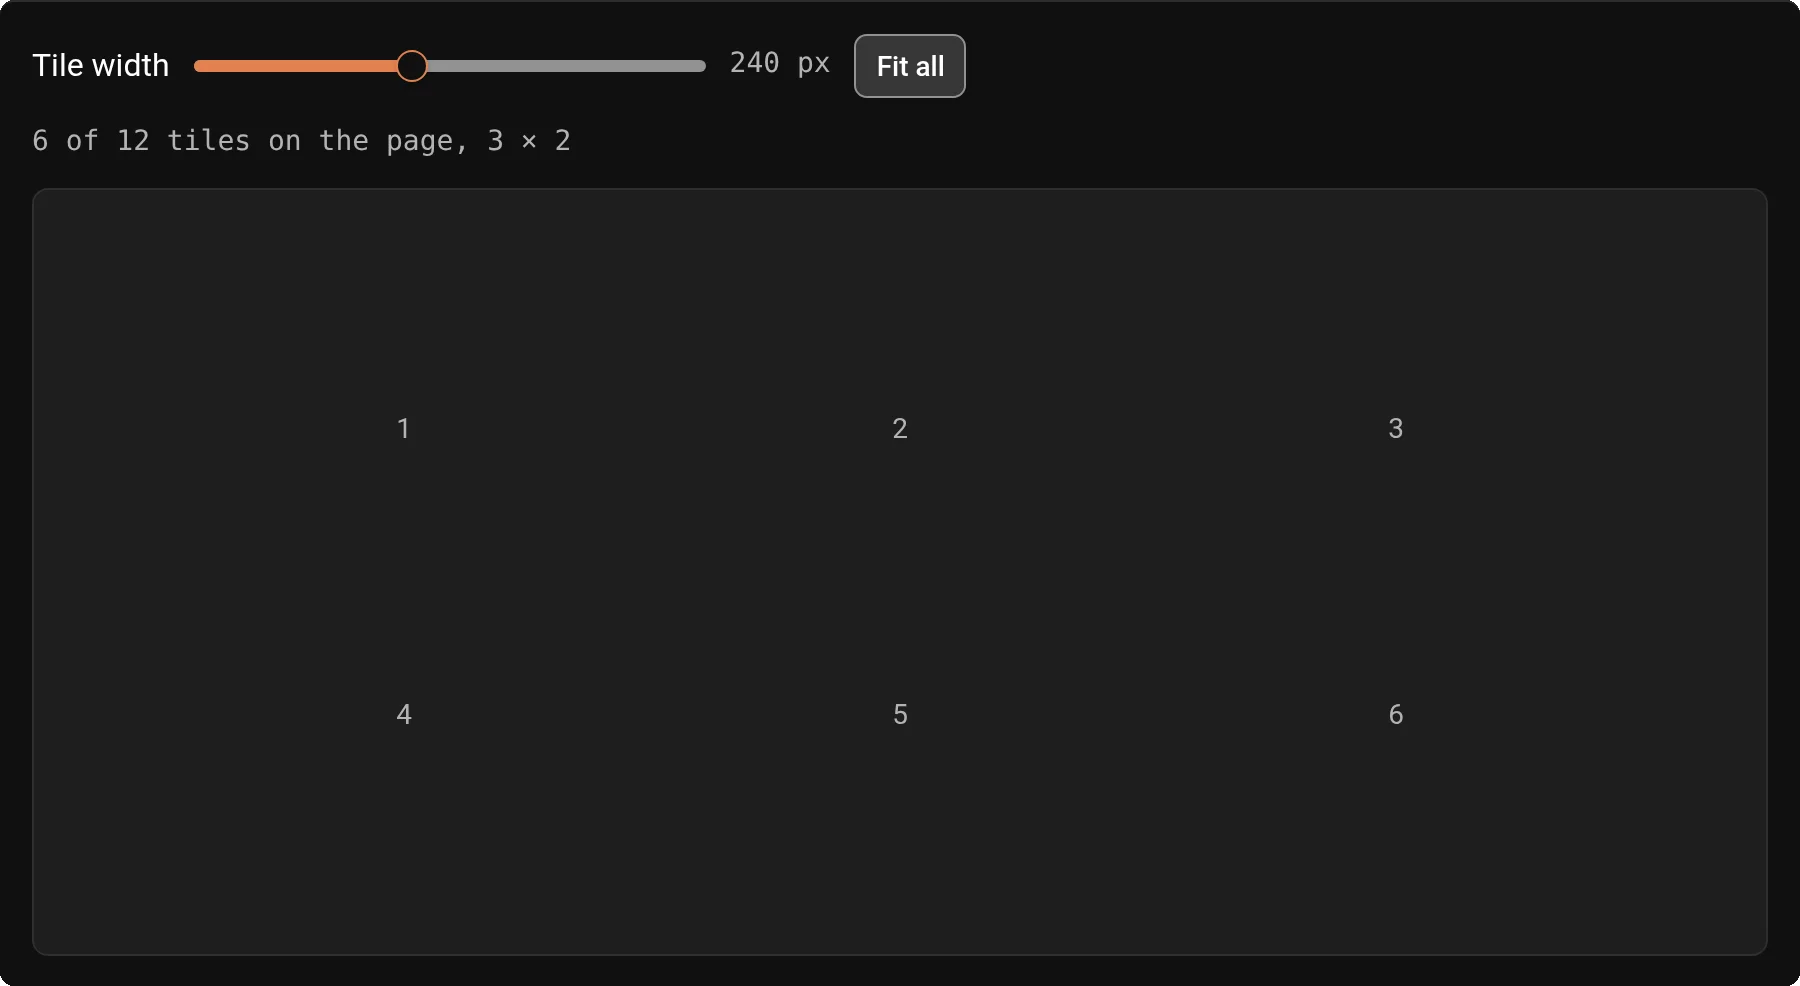 Tile width 240 px Fit all
6 of 12 tiles on the page, 3 × 2
1 2 3
4 5 6